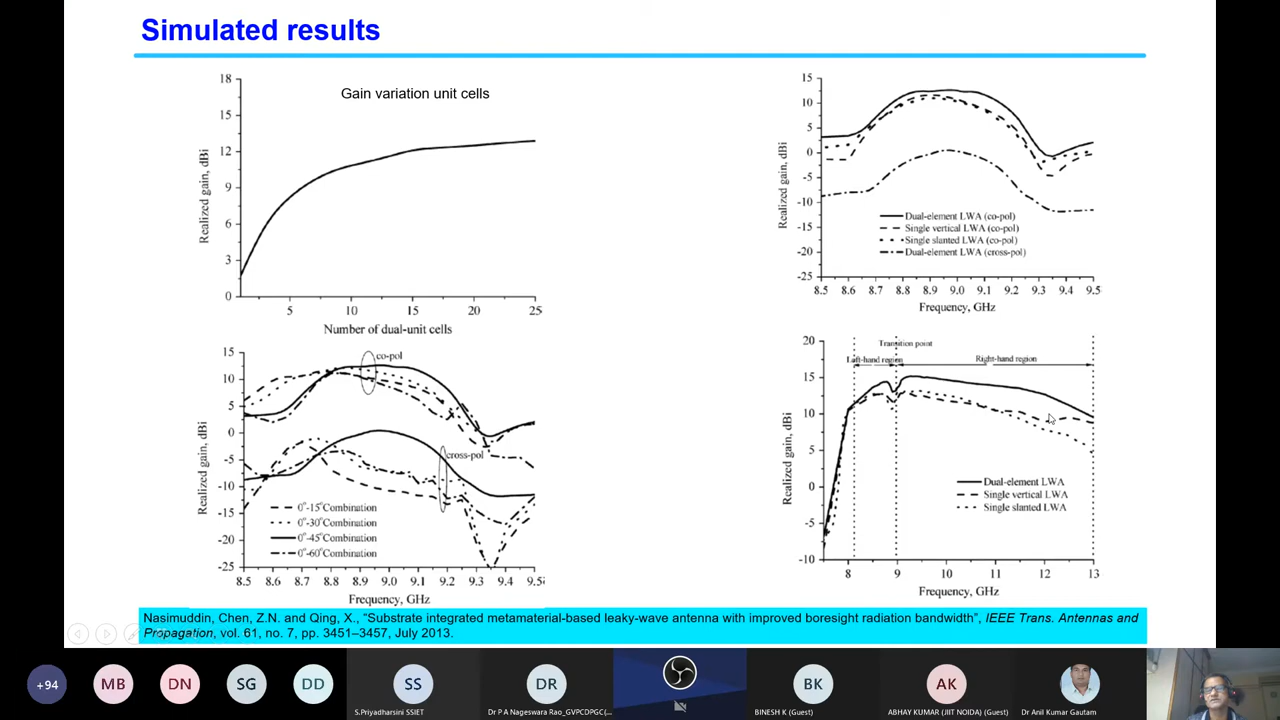 Simulated results
18
15
12
9
6
3
0
Realized gain, dBi
Gain variation unit cells
5 10 15 20 25
Number of dual-unit cells
15
10
5
0
-5
-10
-15
-20
-25
Realized gain, dBi
Dual-element LWA (co-pol)
Single vertical LWA (co-pol)
Single slanted LWA (co-pol)
Dual-element LWA (cross-pol)
8.5 8.6 8.7 8.8 8.9 9.0 9.1 9.2 9.3 9.4 9.5
Frequency, GHz
15
10
5
0
-5
-10
-15
-20
-25
Realized gain, dBi
co-pol
cross-pol
0°-15°Combination
0°-30°Combination
0°-45°Combination
0°-60°Combination
8.5 8.6 8.7 8.8 8.9 9.0 9.1 9.2 9.3 9.4 9.5
Frequency, GHz
20
15
10
5
0
-5
-10
Realized gain, dBi
Transition point
Left-hand region
Right-hand region
Dual-element LWA
Single vertical LWA
Single slanted LWA
8 9 10 11 12 13
Frequency, GHz
Nasimuddin, Chen, Z.N. and Qing, X., “Substrate integrated metamaterial-based leaky-wave antenna with improved boresight radiation bandwidth”, IEEE Trans. Antennas and
Propagation, vol. 61, no. 7, pp. 3451–3457, July 2013.
+94 MB DN SG DD SS DR BK AK
S.Priyadharsini SSIET
Dr P A Nageswara Rao_GVPCDPGC(...
BINESH K (Guest)
ABHAY KUMAR (JIIT NOIDA) (Guest)
Dr Anil Kumar Gautam